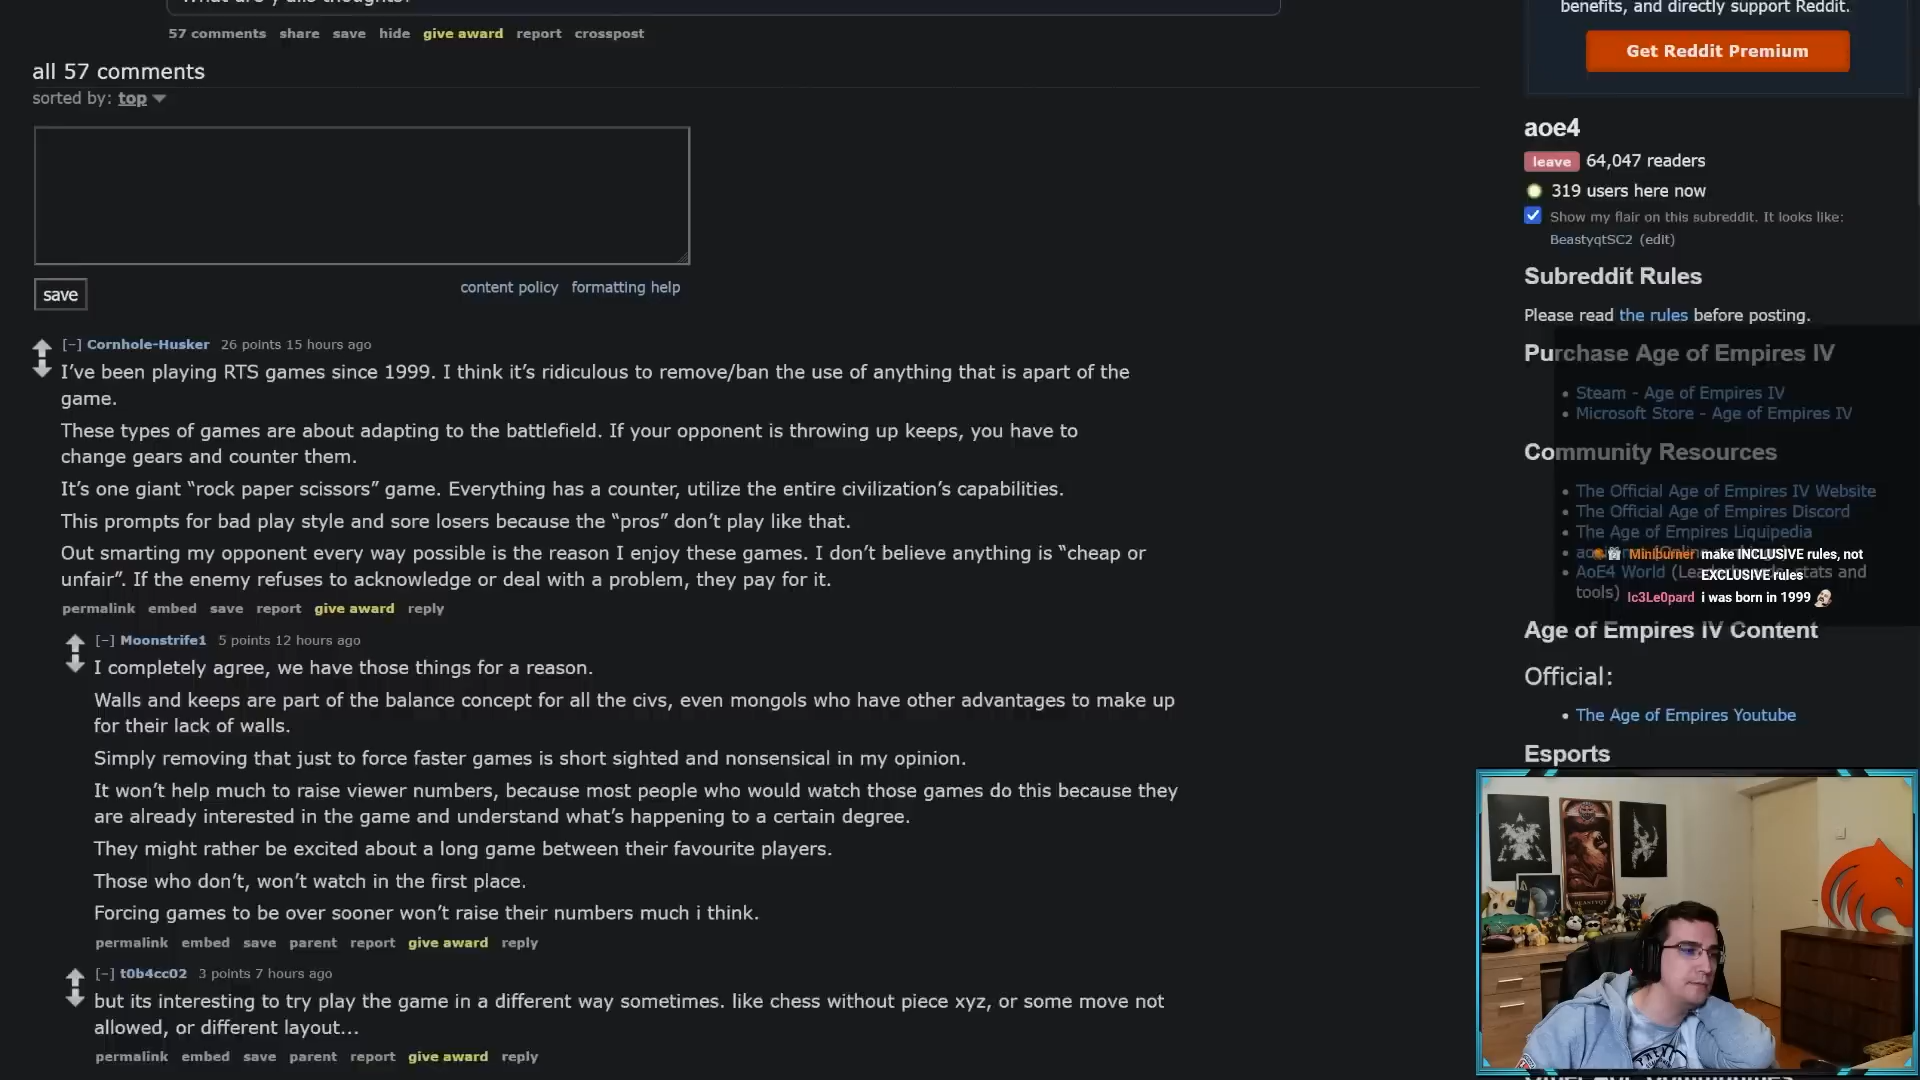 What are y'alls thoughts?
57 comments share save hide give award report crosspost
all 57 comments
sorted by: top
save
content policy formatting help
[–] Cornhole-Husker 26 points 15 hours ago
I've been playing RTS games since 1999. I think it's ridiculous to remove/ban the use of anything that is apart of the
game.
These types of games are about adapting to the battlefield. If your opponent is throwing up keeps, you have to
change gears and counter them.
It's one giant “rock paper scissors” game. Everything has a counter, utilize the entire civilization's capabilities.
This prompts for bad play style and sore losers because the “pros” don't play like that.
Out smarting my opponent every way possible is the reason I enjoy these games. I don't believe anything is “cheap or
unfair”. If the enemy refuses to acknowledge or deal with a problem, they pay for it.
permalink embed save report give award reply
[–] Moonstrife1 5 points 12 hours ago
I completely agree, we have those things for a reason.
Walls and keeps are part of the balance concept for all the civs, even mongols who have other advantages to make up
for their lack of walls.
Simply removing that just to force faster games is short sighted and nonsensical in my opinion.
It won't help much to raise viewer numbers, because most people who would watch those games do this because they
are already interested in the game and understand what's happening to a certain degree.
They might rather be excited about a long game between their favourite players.
Those who don't, won't watch in the first place.
Forcing games to be over sooner won't raise their numbers much i think.
permalink embed save parent report give award reply
[–] t0b4cc02 3 points 7 hours ago
but its interesting to try play the game in a different way sometimes. like chess without piece xyz, or some move not
allowed, or different layout...
permalink embed save parent report give award reply
benefits, and directly support Reddit.
Get Reddit Premium
aoe4
leave 64,047 readers
319 users here now
Show my flair on this subreddit. It looks like:
BeastyqtSC2 (edit)
Subreddit Rules
Please read the rules before posting.
Purchase Age of Empires IV
• Steam - Age of Empires IV
• Microsoft Store - Age of Empires IV
Community Resources
• The Official Age of Empires IV Website
• The Official Age of Empires Discord
• The Age of Empires Liquipedia
Miniburner make INCLUSIVE rules, not
EXCLUSIVE rules
• AoE4 World stats and
tools)
Ic3Le0pard i was born in 1999
Age of Empires IV Content
Official:
• The Age of Empires Youtube
Esports